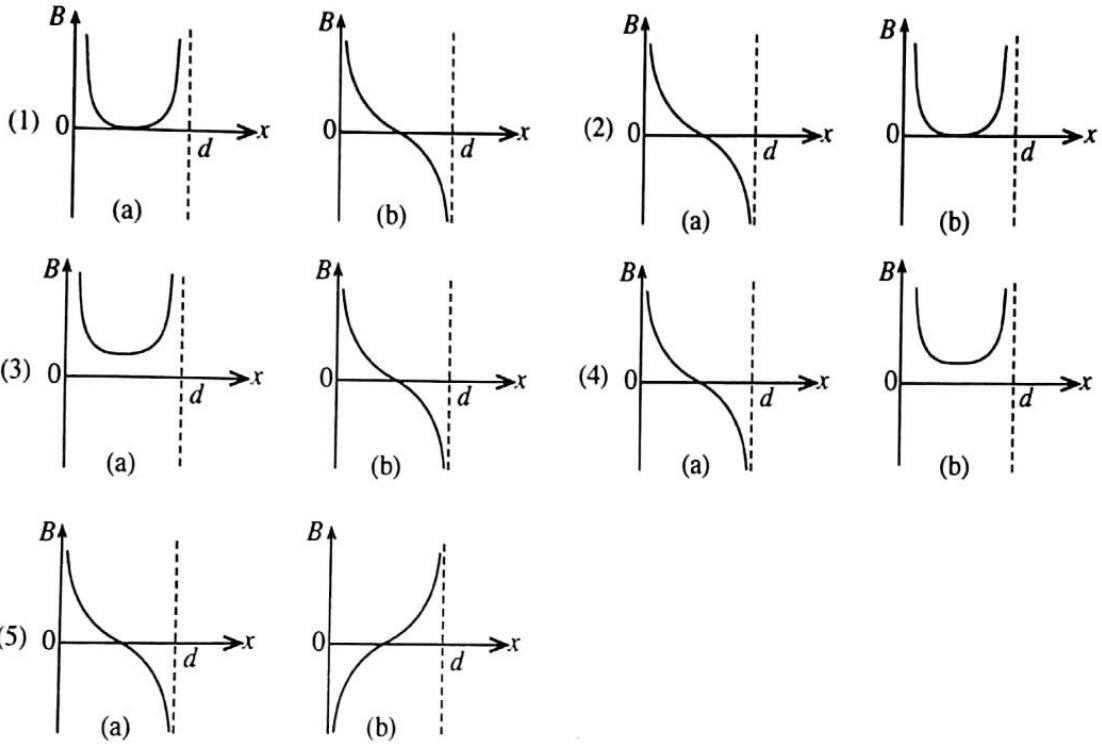 B B B B
(1) 0 x 0 x (2) 0 x 0 x
d d d d
(a) (b) (a) (b)
B B B B
(3) 0 x 0 x (4) 0 x 0 x
d d d d
(a) (b) (a) (b)
B B
(5) 0 x 0 x
d d
(a) (b)